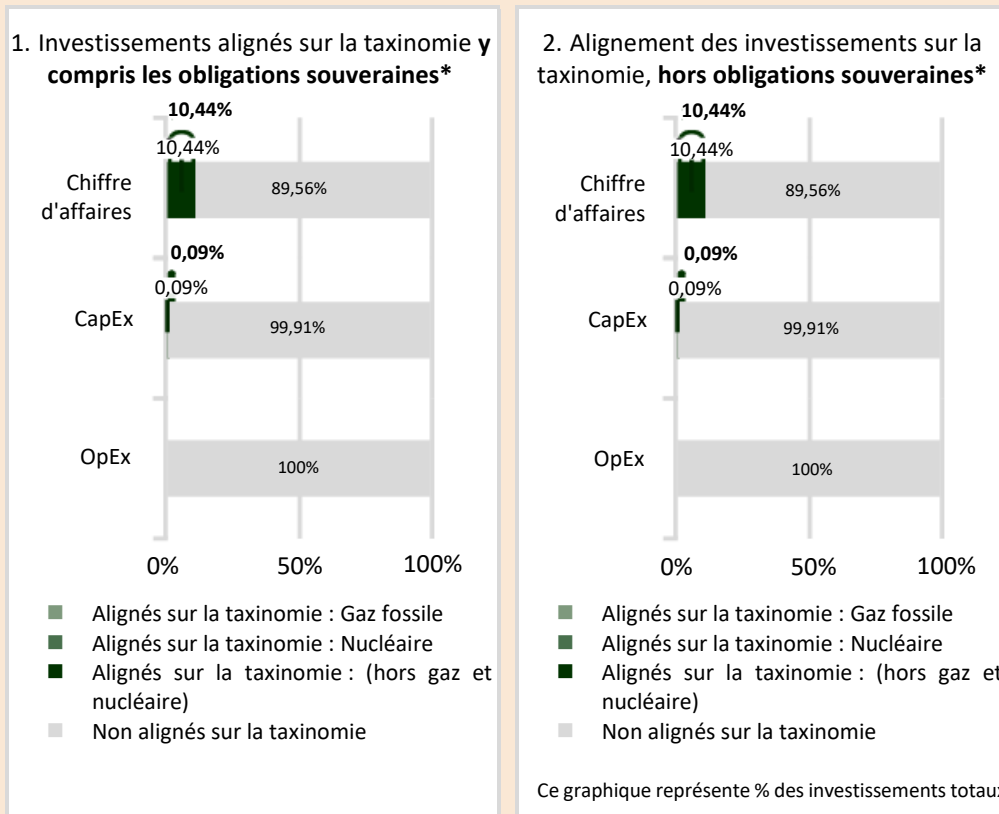 1. Investissements alignés sur la taxinomie y
compris les obligations souveraines*
10,44%
10,44%
Chiffre
d'affaires
89,56%
0,09%
0,09%
CapEx
99,91%
OpEx
100%
0%
50%
100%
Alignés sur la taxinomie : Gaz fossile
Alignés sur la taxinomie : Nucléaire
Alignés sur la taxinomie : (hors gaz et
nucléaire)
Non alignés sur la taxinomie
2. Alignement des investissements sur la
taxinomie, hors obligations souveraines*
10,44%
10,44%
Chiffre
d'affaires
89,56%
0,09%
0,09%
CapEx
99,91%
OpEx
100%
0%
50%
100%
Alignés sur la taxinomie : Gaz fossile
Alignés sur la taxinomie : Nucléaire
Alignés sur la taxinomie : (hors gaz et
nucléaire)
Non alignés sur la taxinomie
Ce graphique représente % des investissements totaux